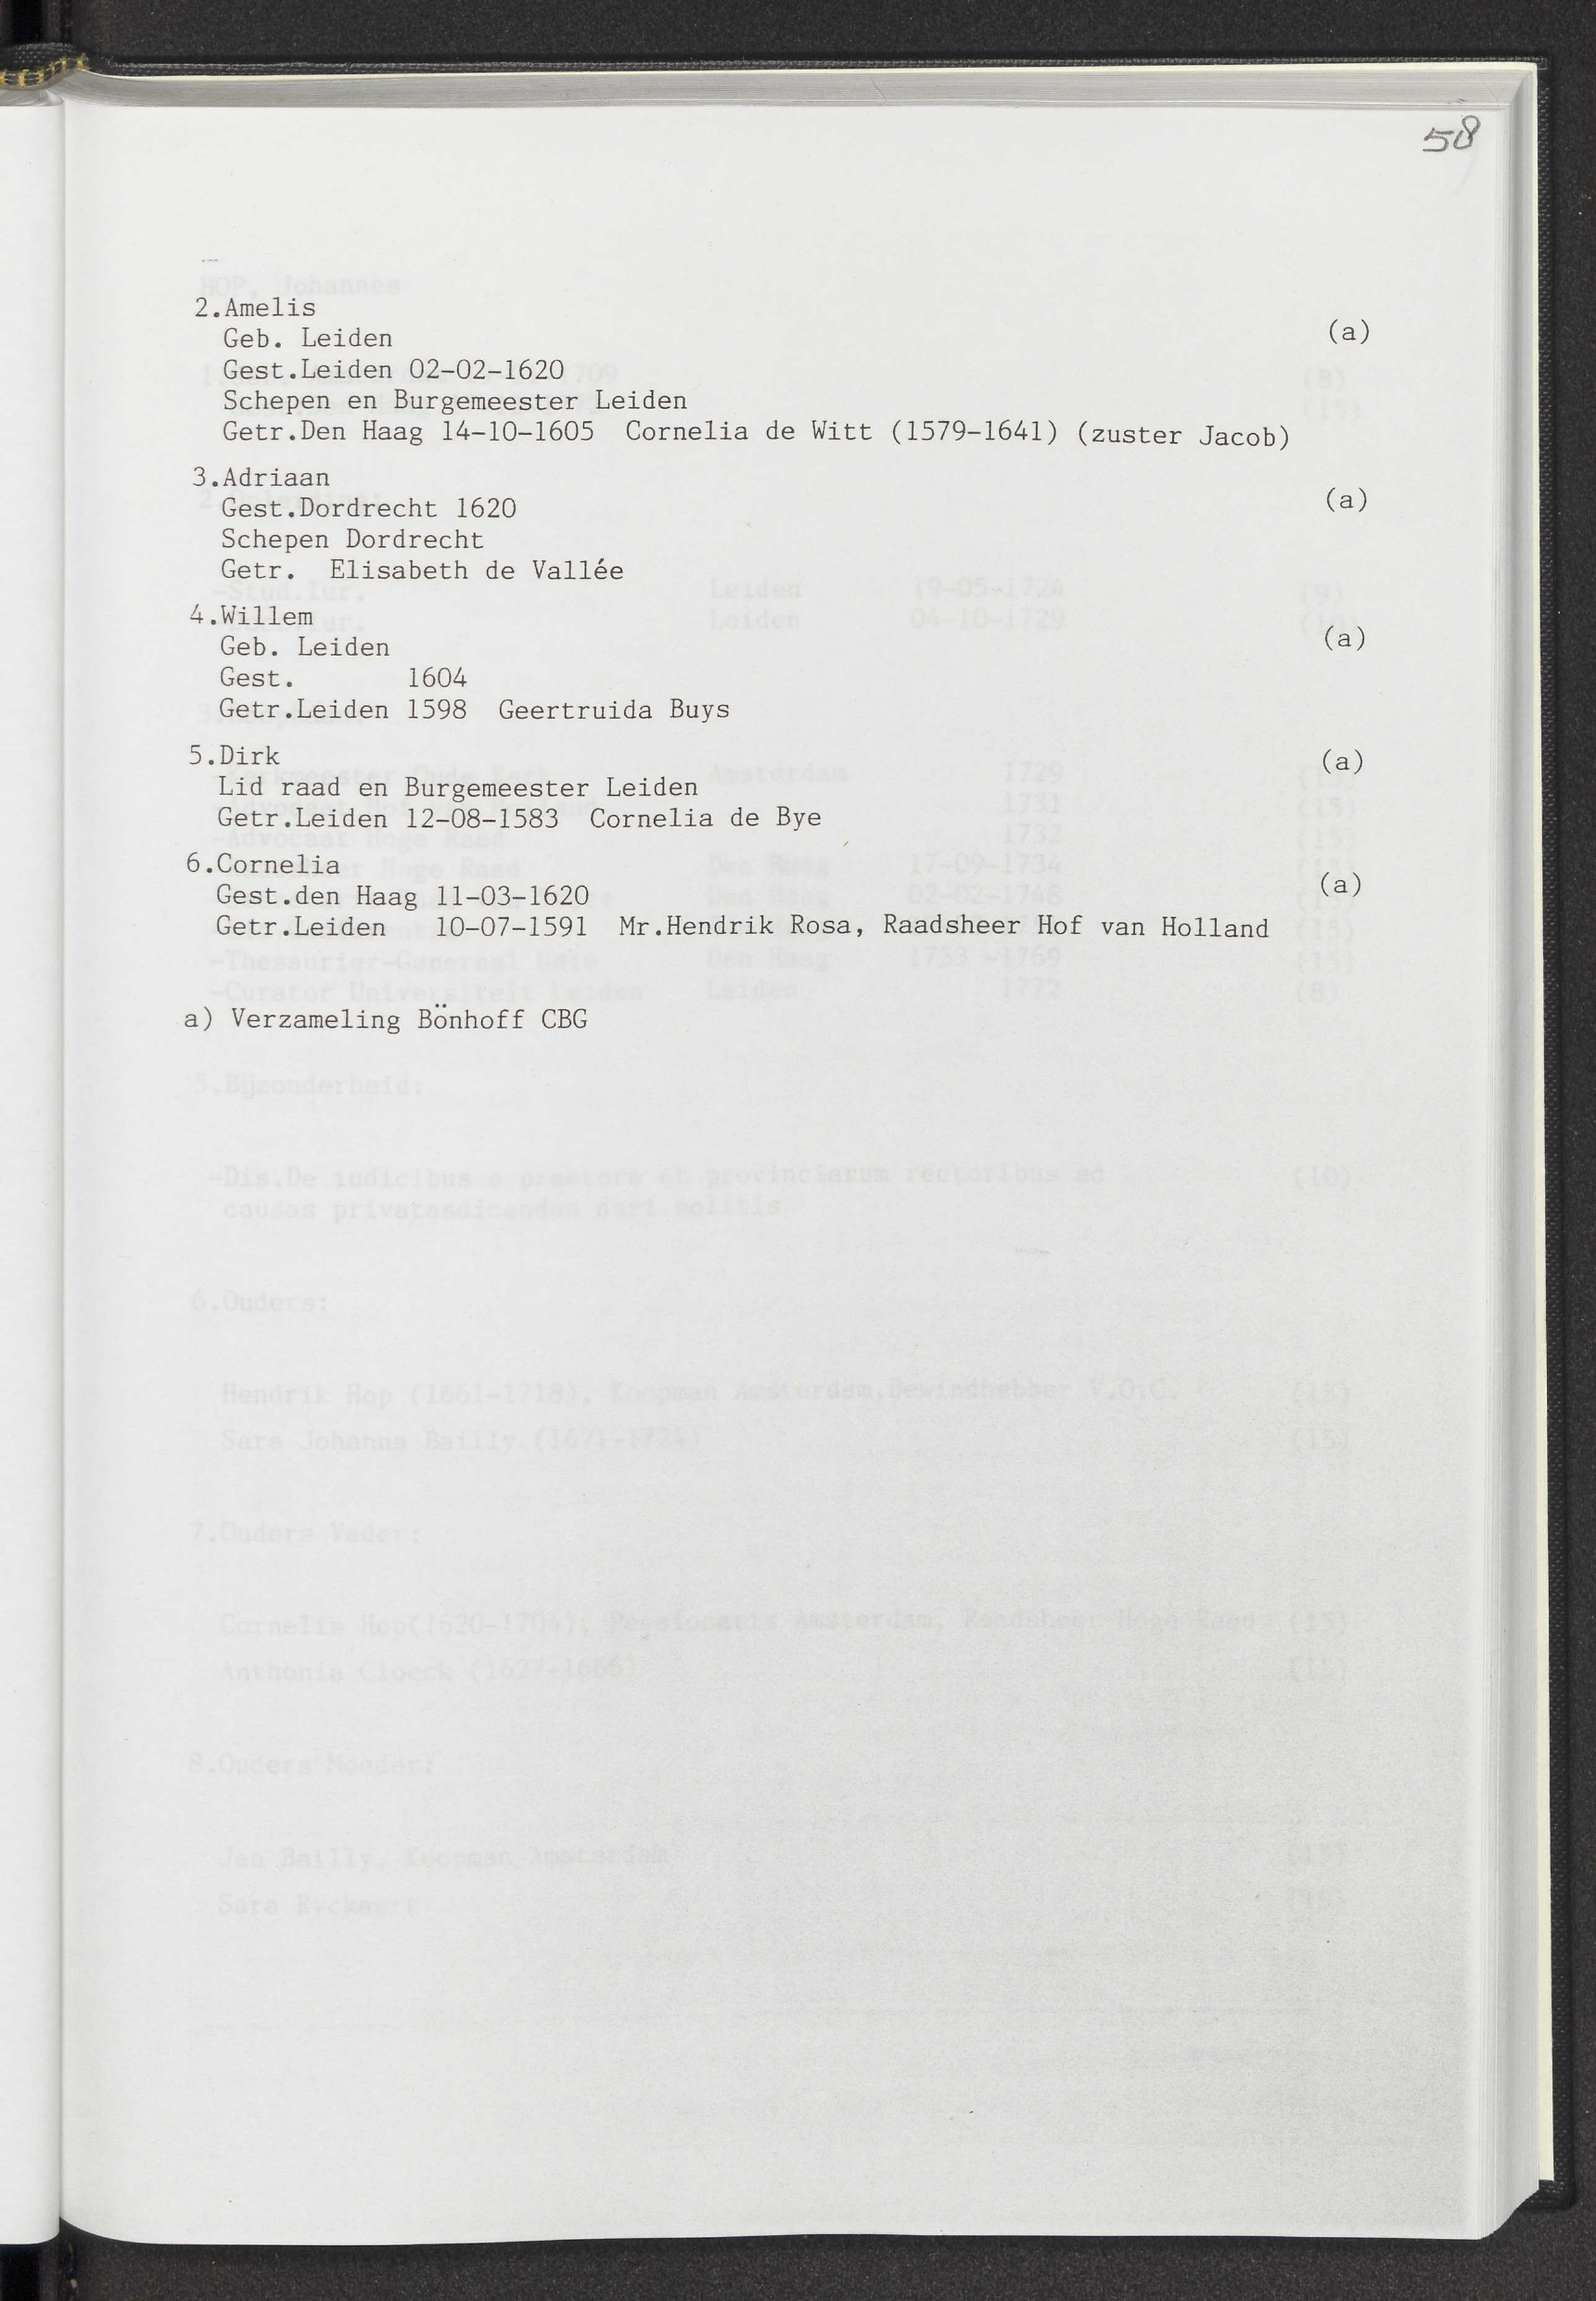 58
2.Amelis
Geb. Leiden (a)
Gest.Leiden 02-02-1620
Schepen en Burgemeester Leiden
Getr.Den Haag 14-10-1605 Cornelia de Witt (1579-1641) (zuster Jacob)
3.Adriaan
Gest.Dordrecht 1620 (a)
Schepen Dordrecht
Getr. Elisabeth de Vallée
4.Willem
Geb. Leiden (a)
Gest. 1604
Getr.Leiden 1598 Geertruida Buys
5.Dirk (a)
Lid raad en Burgemeester Leiden
Getr.Leiden 12-08-1583 Cornelia de Bye
6.Cornelia
Gest.den Haag 11-03-1620 (a)
Getr.Leiden 10-07-1591 Mr.Hendrik Rosa, Raadsheer Hof van Holland
a) Verzameling Bönhoff CBG